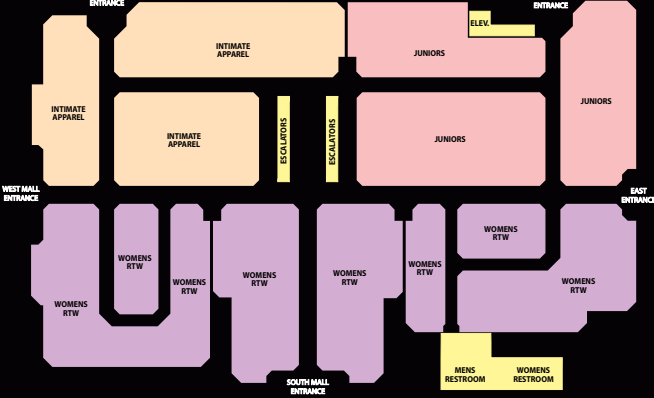 ENTRANCE
ENTRANCE
ELEV.
INTIMATE
APPAREL
JUNIORS
INTIMATE
APPAREL
JUNIORS
INTIMATE
APPAREL
ESCALATORS
ESCALATORS
JUNIORS
WEST MALL
ENTRANCE
EAST
ENTRANCE
WOMENS
RTW
WOMENS
RTW
WOMENS
RTW
WOMENS
RTW
WOMENS
RTW
WOMENS
RTW
WOMENS
RTW
WOMENS
RTW
SOUTH MALL
ENTRANCE
MENS
RESTROOM
WOMENS
RESTROOM